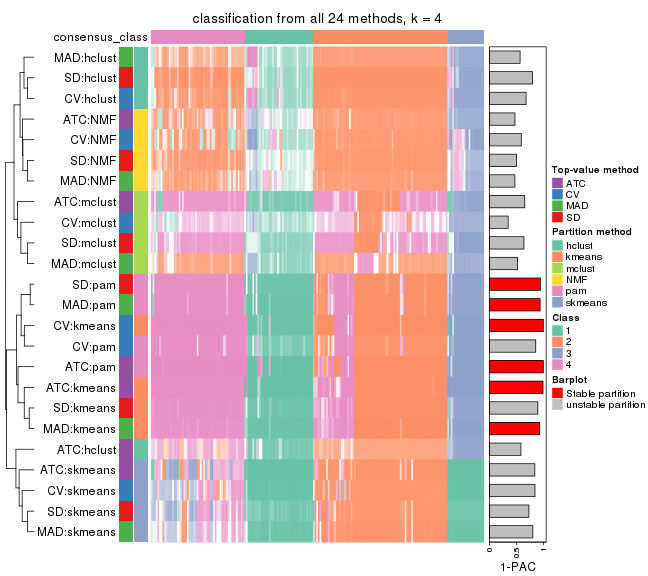 classification from all 24 methods, k = 4
consensus_class
MAD:hclust
SD:hclust
CV:hclust
ATC:NMF
CV:NMF
SD:NMF
MAD:NMF
ATC:mclust
CV:mclust
SD:mclust
MAD:mclust
SD:pam
MAD:pam
CV:kmeans
CV:pam
ATC:pam
ATC:kmeans
SD:kmeans
MAD:kmeans
ATC:hclust
ATC:skmeans
CV:skmeans
SD:skmeans
MAD:skmeans
0
0.5
1
1-PAC
Top-value method
ATC
CV
MAD
SD
Partition method
hclust
kmeans
mclust
NMF
pam
skmeans
Class
1
2
3
4
Barplot
Stable partition
unstable partition